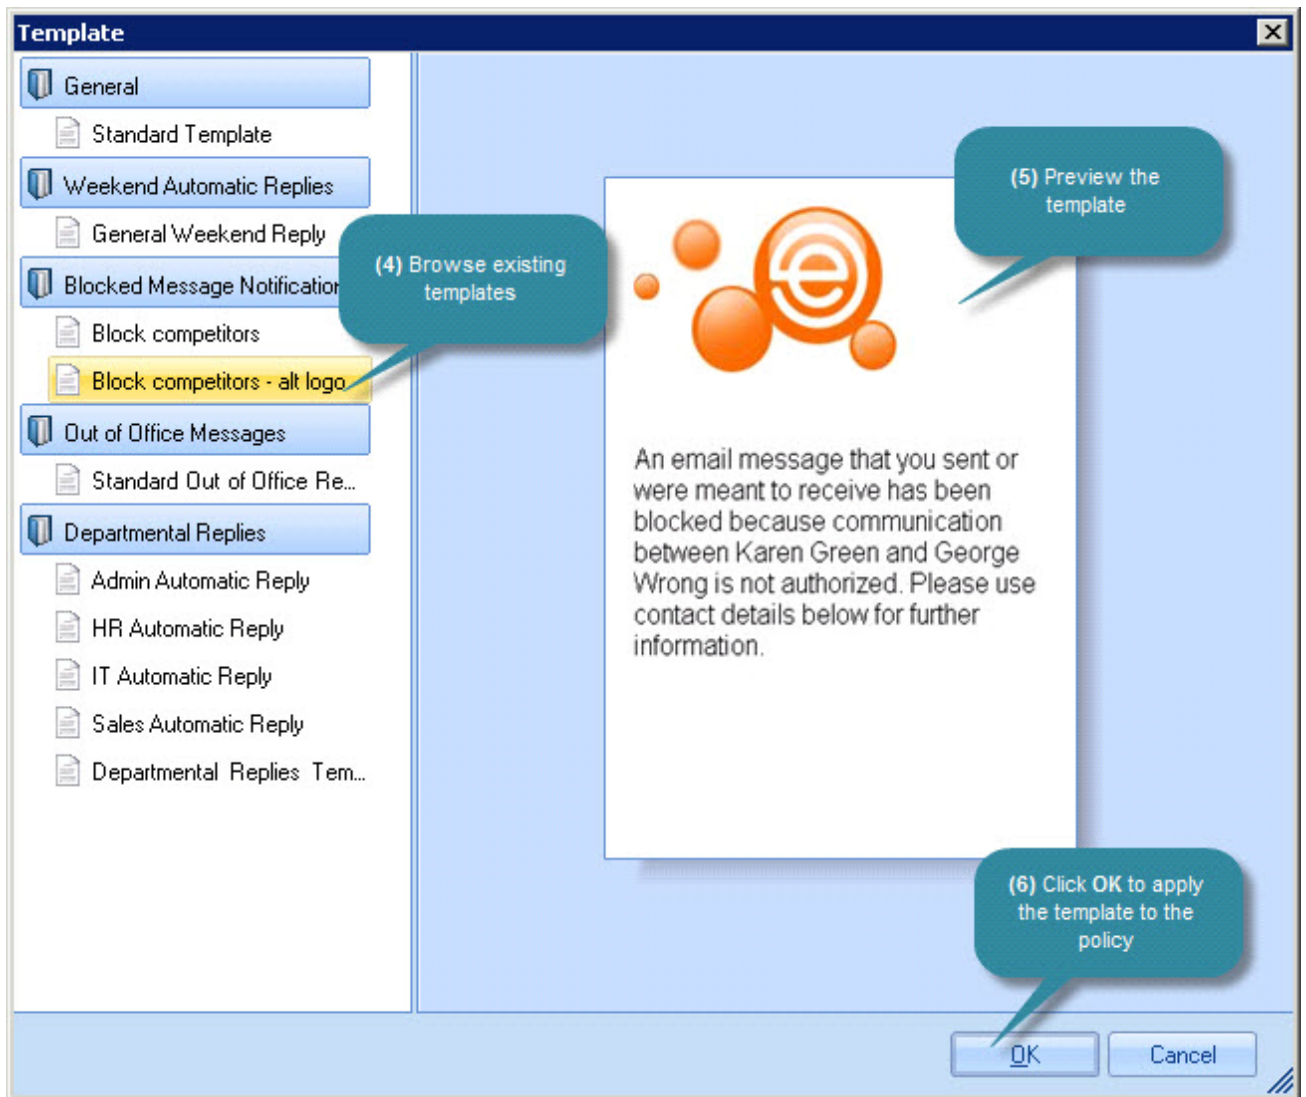 Template
General
Standard Template
Weekend Automatic Replies
General Weekend Reply
Blocked Message Notification
Block competitors
Block competitors - alt logo
Out of Office Messages
Standard Out of Office Re...
Departmental Replies
Admin Automatic Reply
HR Automatic Reply
IT Automatic Reply
Sales Automatic Reply
Departmental Replies Tem...
(4) Browse existing
templates
(5) Preview the
template
An email message that you sent or
were meant to receive has been
blocked because communication
between Karen Green and George
Wrong is not authorized. Please use
contact details below for further
information.
(6) Click OK to apply
the template to the
policy
OK
Cancel